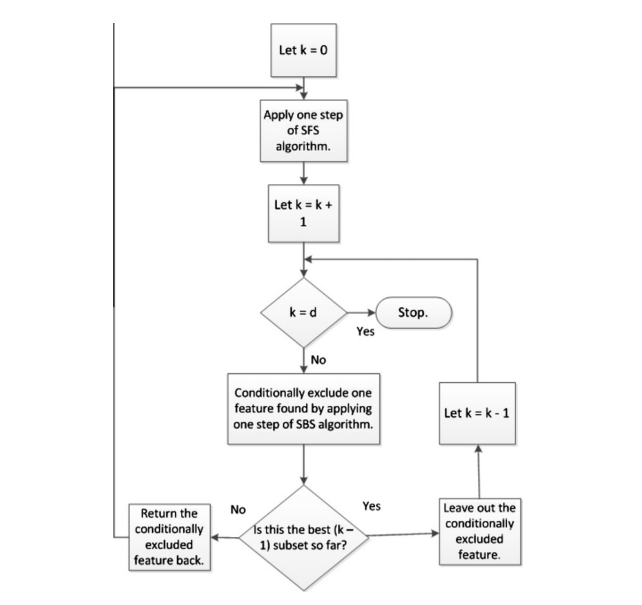 Let k = 0
Apply one step
of SFS
algorithm.
Let k = k +
1
k = d
Stop.
Yes
No
Conditionally exclude one
feature found by applying
one step of SBS algorithm.
Let k = k - 1
Is this the best (k –
1) subset so far?
No
Yes
Return the
conditionally
excluded
feature back.
Leave out the
conditionally
excluded
feature.